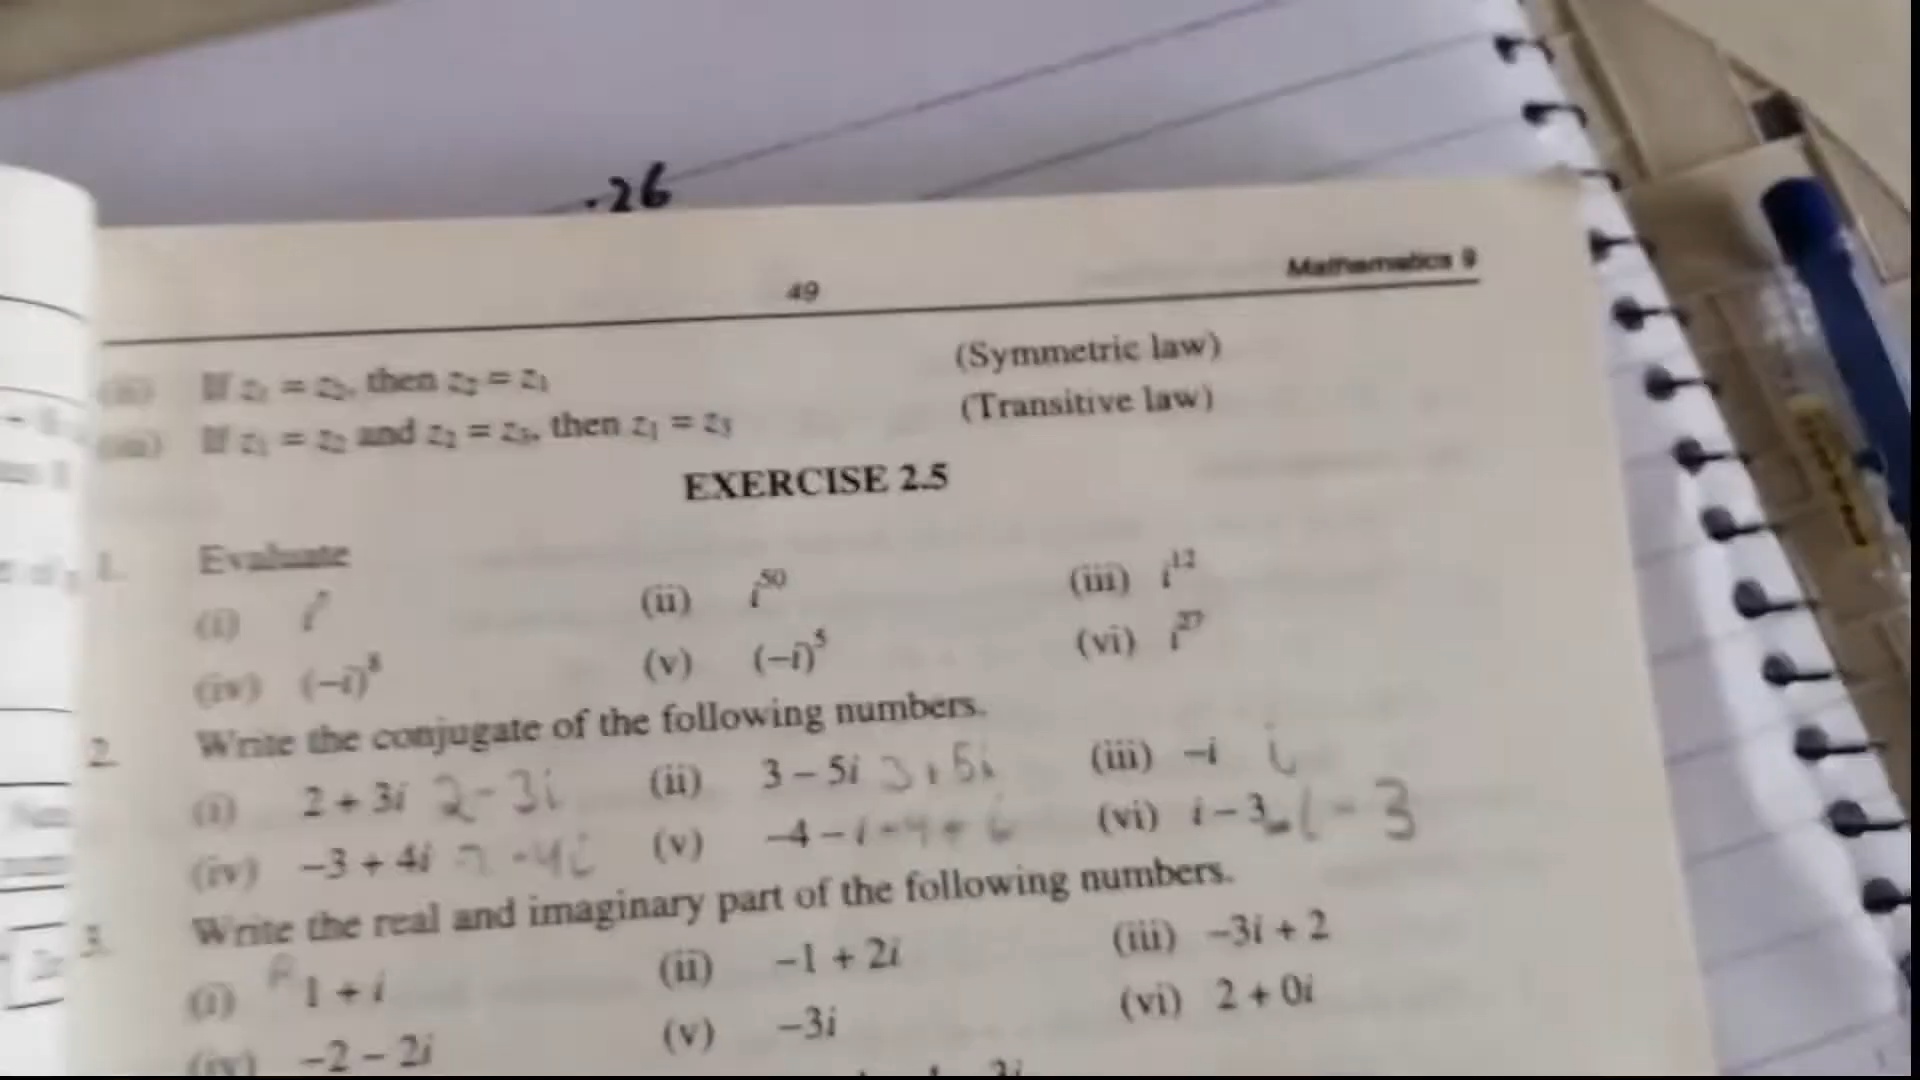 .26
49 Mathematics 9
If z₁ = z₂, then z₂ = z₁ (Symmetric law)
If z₁ = z₂ and z₂ = z₃, then z₁ = z₃ (Transitive law)
EXERCISE 2.5
1. Evaluate
(i) (ii) i⁵⁰ (iii) i¹²
(iv) (−i)⁸ (v) (−i)⁵ (vi) i²⁷
2. Write the conjugate of the following numbers.
(i) 2 + 3i 2 - 3i (ii) 3 − 5i 3 + 5i (iii) −i i
(iv) −3 + 4i -4i (v) −4 − i -4 + i (vi) i − 3 -i - 3
3. Write the real and imaginary part of the following numbers.
(i) 1 + i (ii) −1 + 2i (iii) −3i + 2
(iv) −2 − 2i (v) −3i (vi) 2 + 0i